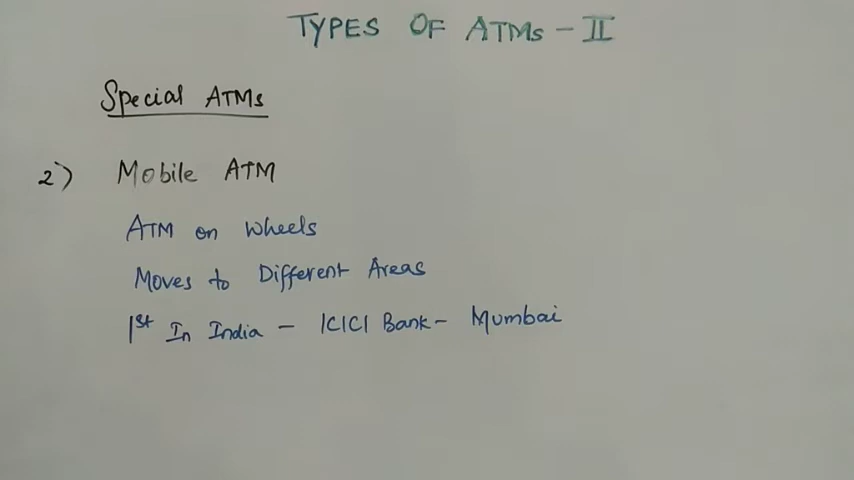 TYPES OF ATMs - II
Special ATMs
2) Mobile ATM
ATM on Wheels
Moves to Different Areas
1st In India - ICICI Bank - Mumbai